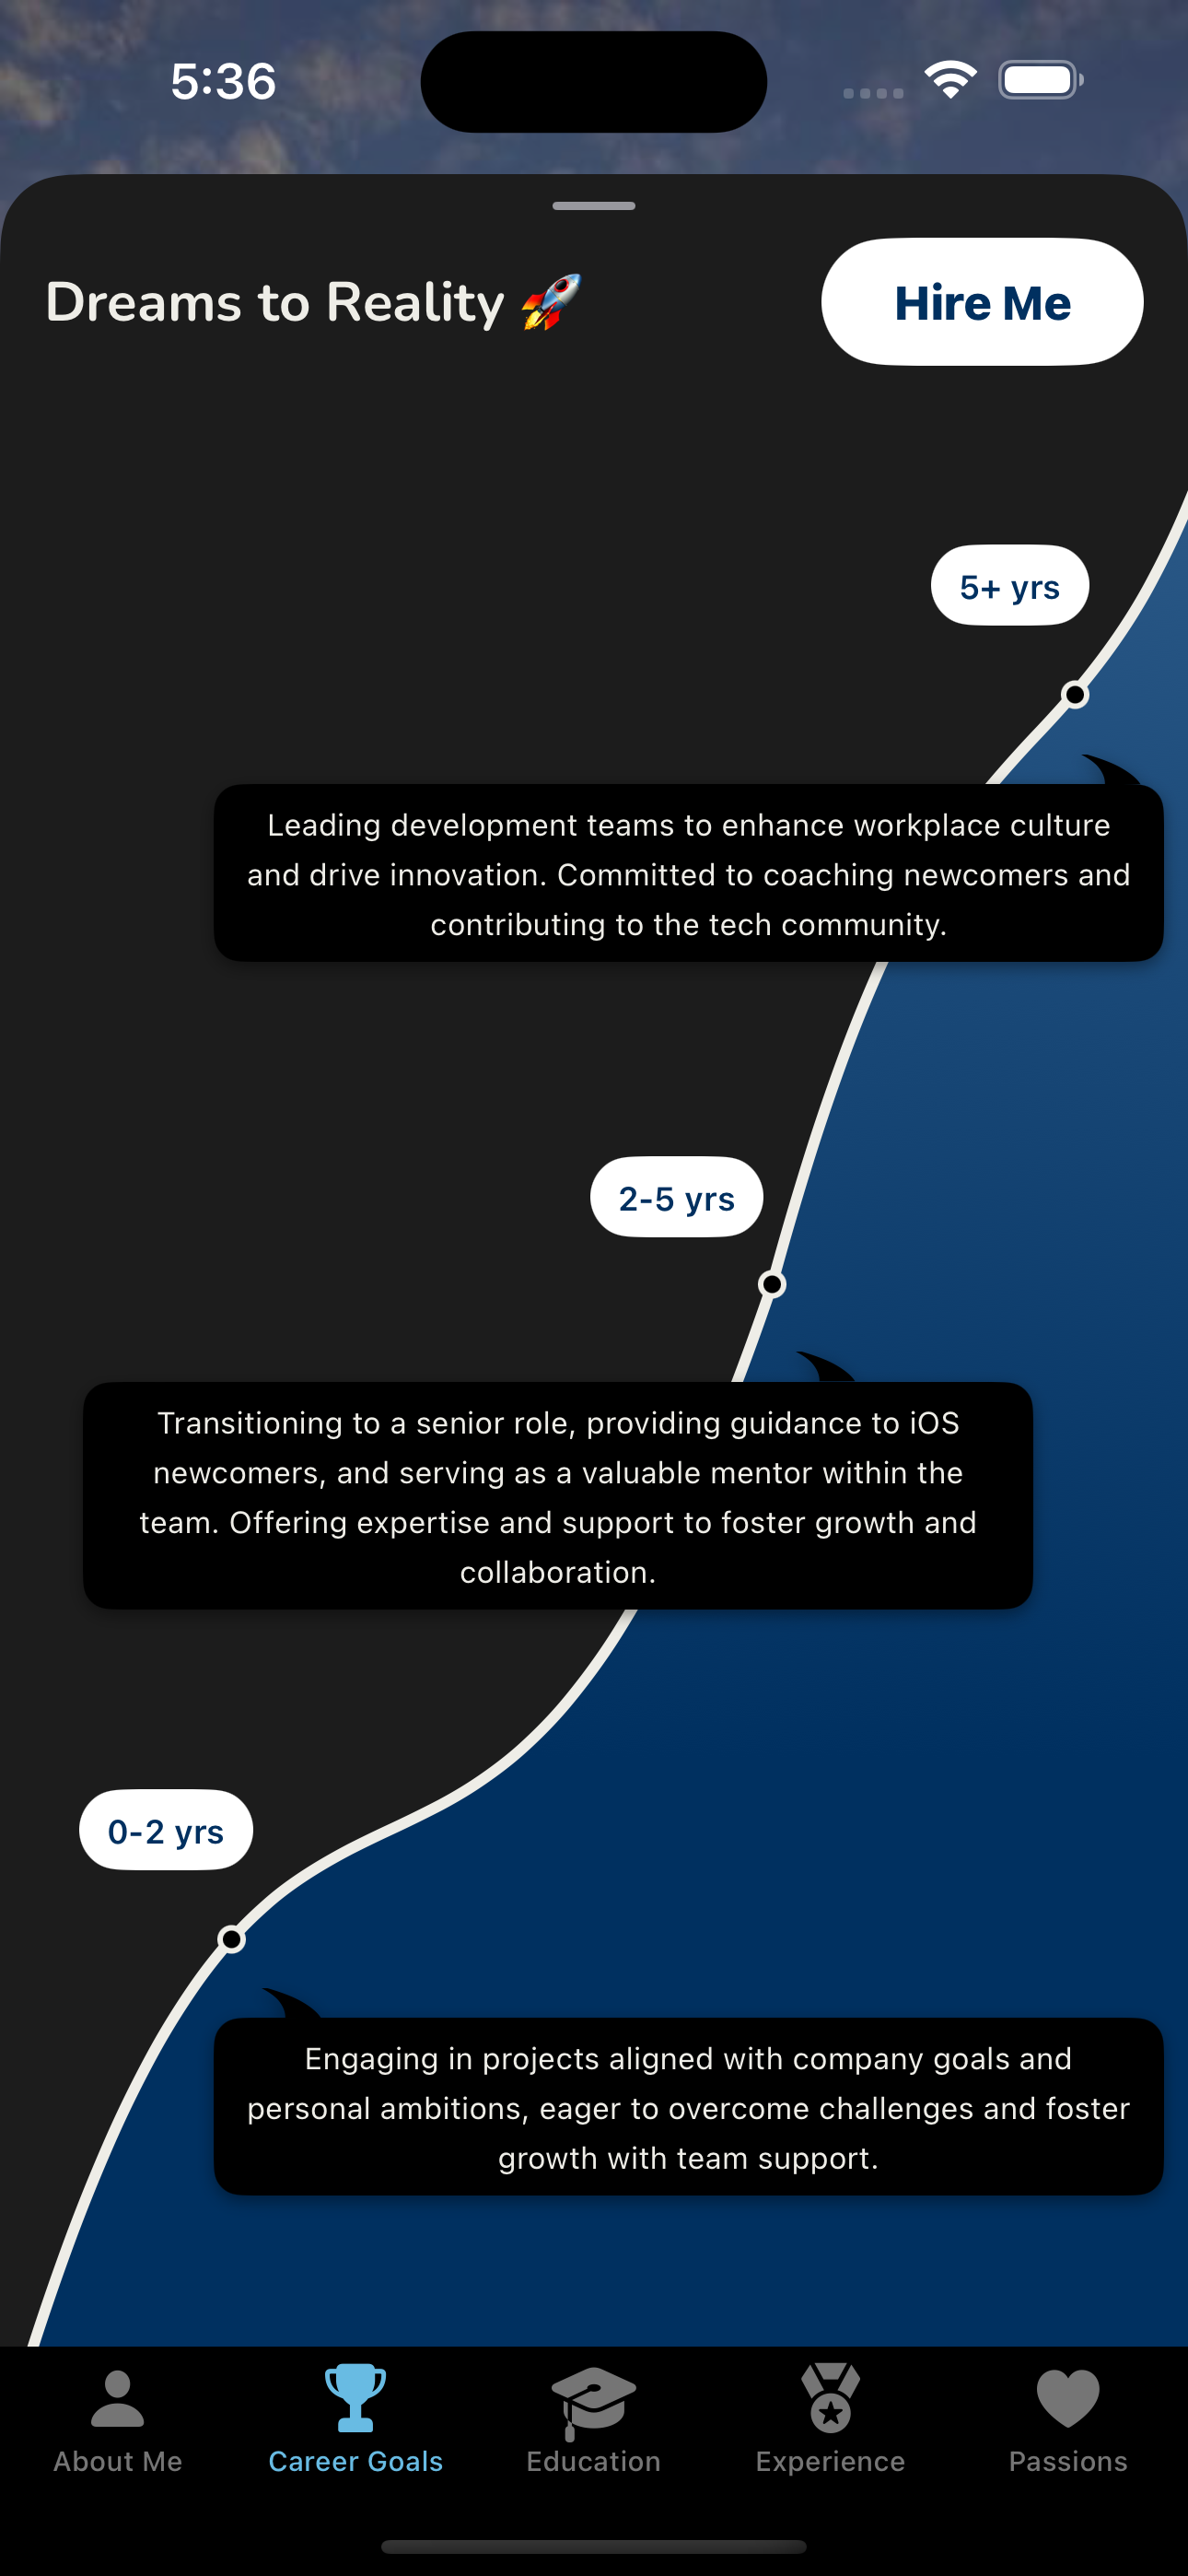 5:36
Dreams to Reality 🚀
Hire Me
5+ yrs
Leading development teams to enhance workplace culture
and drive innovation. Committed to coaching newcomers and
contributing to the tech community.
2-5 yrs
Transitioning to a senior role, providing guidance to iOS
newcomers, and serving as a valuable mentor within the
team. Offering expertise and support to foster growth and
collaboration.
0-2 yrs
Engaging in projects aligned with company goals and
personal ambitions, eager to overcome challenges and foster
growth with team support.
About Me
Career Goals
Education
Experience
Passions